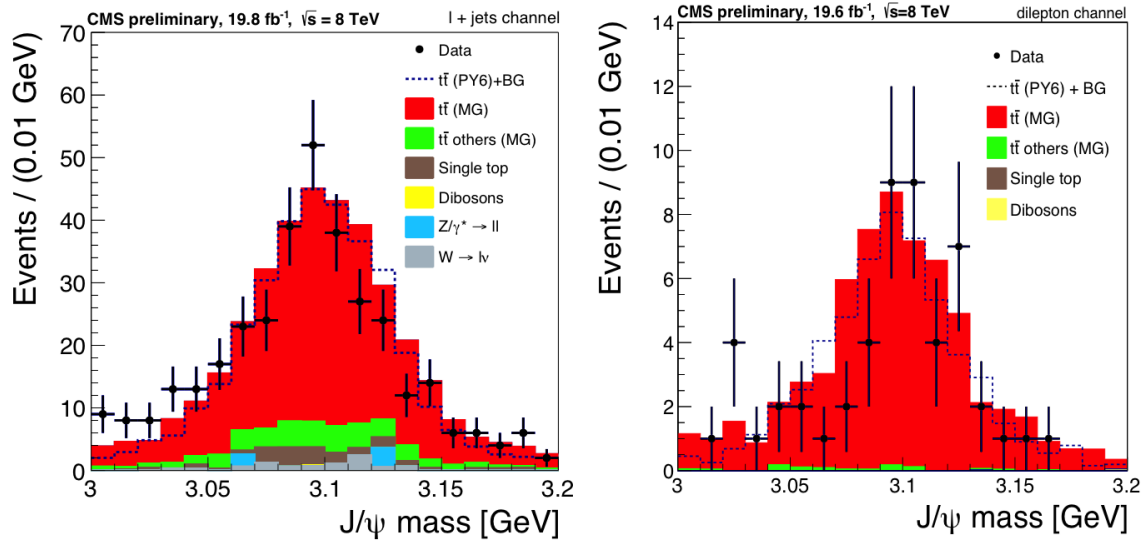 CMS preliminary, 19.8 fb⁻¹, √s = 8 TeV
l + jets channel
Events / (0.01 GeV)
70
60
50
40
30
20
10
0
Data
tt̄ (PY6)+BG
tt̄ (MG)
tt̄ others (MG)
Single top
Dibosons
Z/γ* → ll
W → lν
3
3.05
3.1
3.15
3.2
J/ψ mass [GeV]
CMS preliminary, 19.6 fb⁻¹, √s=8 TeV
dilepton channel
Events / (0.01 GeV)
14
12
10
8
6
4
2
0
Data
tt̄ (PY6) + BG
tt̄ (MG)
tt̄ others (MG)
Single top
Dibosons
3
3.05
3.1
3.15
3.2
J/ψ mass [GeV]